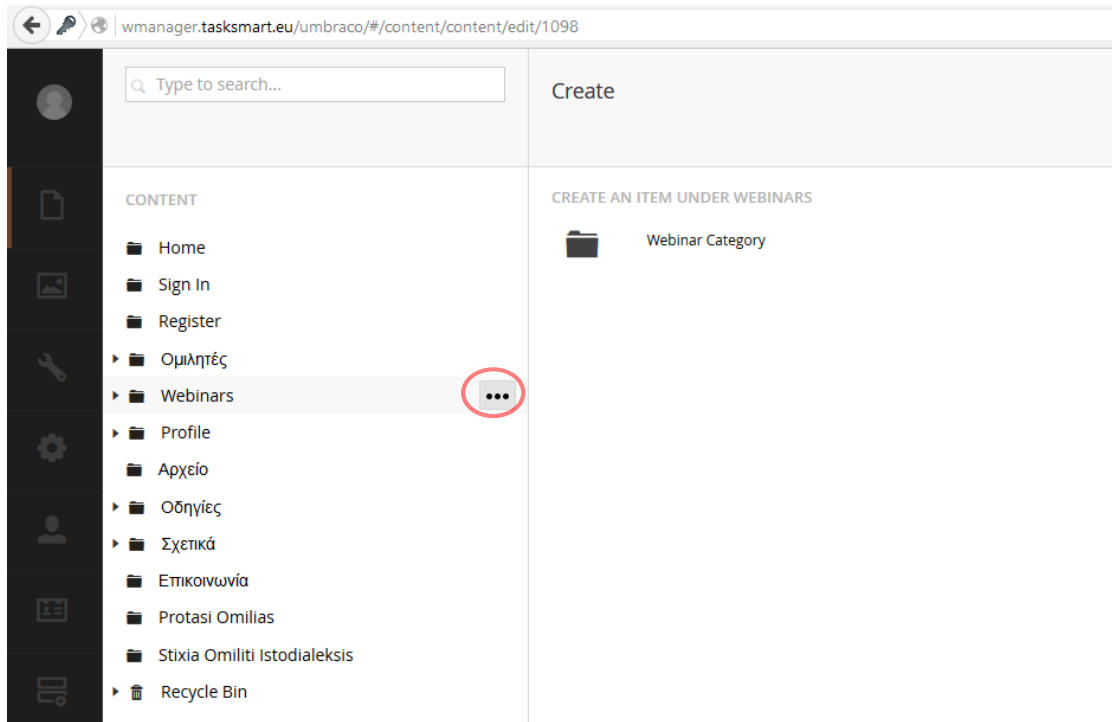 wmanager.tasksmart.eu/umbraco/#/content/content/edit/1098
Type to search...
Create
CONTENT
Home
Sign In
Register
Ομιλητές
Webinars
Profile
Αρχείο
Οδηγίες
Σχετικά
Επικοινωνία
Protasi Omilias
Stixia Omiliti Istodialeksis
Recycle Bin
CREATE AN ITEM UNDER WEBINARS
Webinar Category